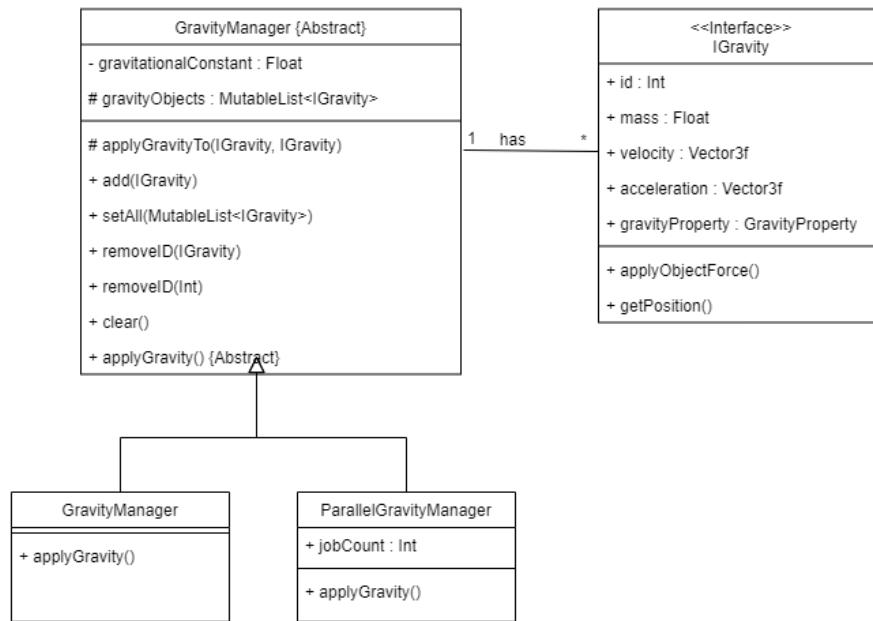 GravityManager {Abstract}
- gravitationalConstant : Float
# gravityObjects : MutableList<IGravity>
# applyGravityTo(IGravity, IGravity)
+ add(IGravity)
+ setAll(MutableList<IGravity>)
+ removeID(IGravity)
+ removeID(Int)
+ clear()
+ applyGravity() {Abstract}
1 has *
<<Interface>>
IGravity
+ id : Int
+ mass : Float
+ velocity : Vector3f
+ acceleration : Vector3f
+ gravityProperty : GravityProperty
+ applyObjectForce()
+ getPosition()
GravityManager
+ applyGravity()
ParallelGravityManager
+ jobCount : Int
+ applyGravity()